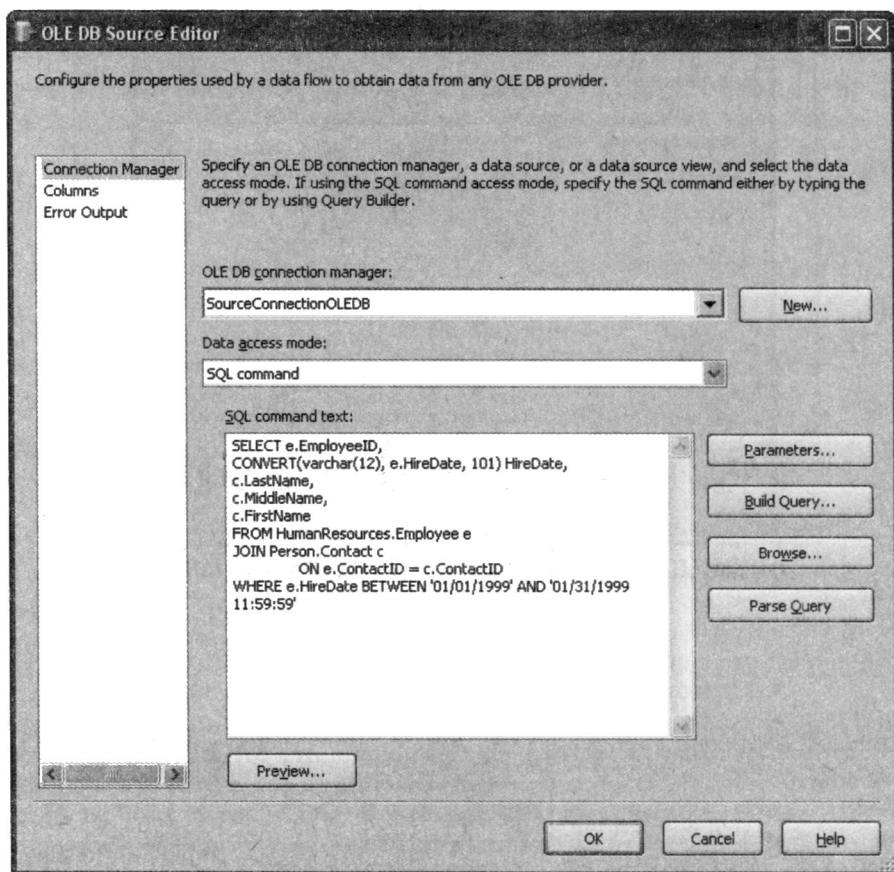 OLE DB Source Editor
Configure the properties used by a data flow to obtain data from any OLE DB provider.
Connection Manager
Columns
Error Output
Specify an OLE DB connection manager, a data source, or a data source view, and select the data
access mode. If using the SQL command access mode, specify the SQL command either by typing the
query or by using Query Builder.
OLE DB connection manager:
SourceConnectionOLEDB
New...
Data access mode:
SQL command
SQL command text:
SELECT e.EmployeeID,
CONVERT(varchar(12), e.HireDate, 101) HireDate,
c.LastName,
c.MiddleName,
c.FirstName
FROM HumanResources.Employee e
JOIN Person.Contact c
ON e.ContactID = c.ContactID
WHERE e.HireDate BETWEEN '01/01/1999' AND '01/31/1999
11:59:59'
Parameters...
Build Query...
Browse...
Parse Query
Preview...
OK
Cancel
Help